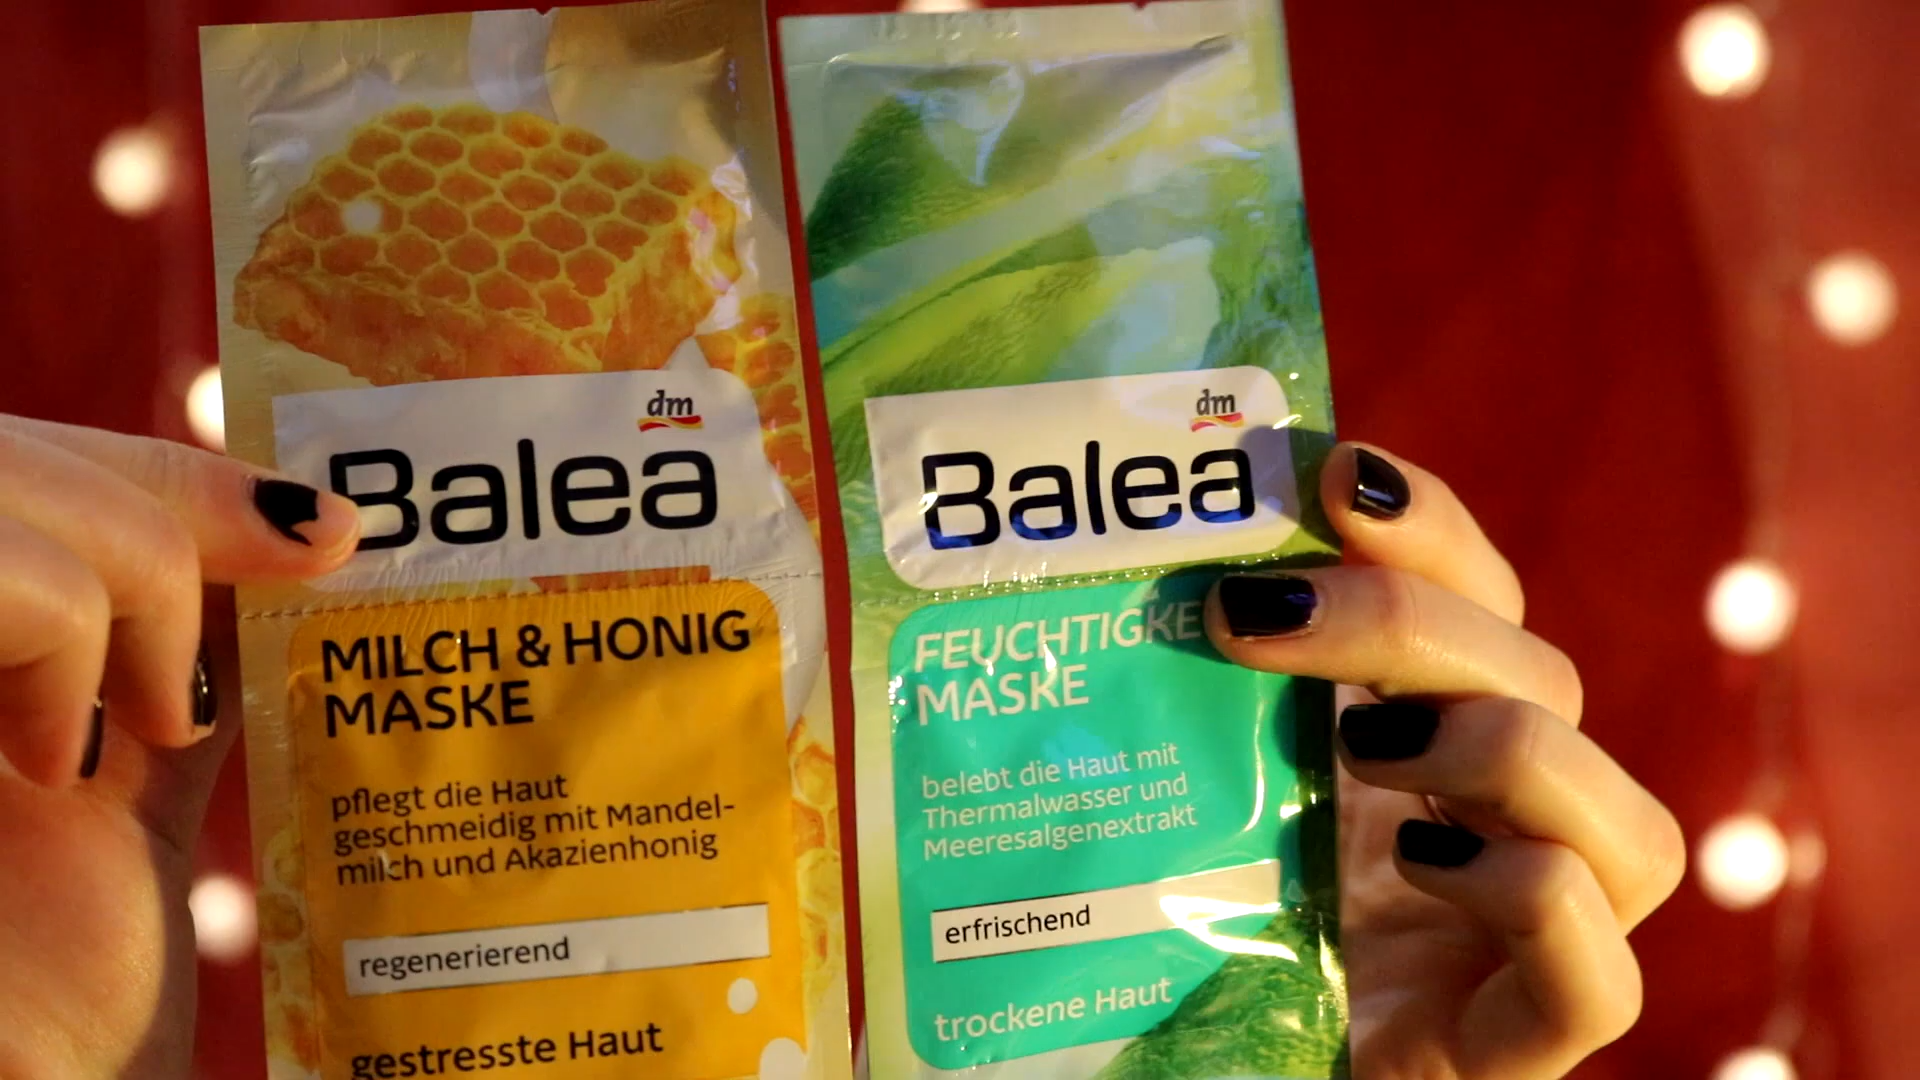 dm
Balea
MILCH & HONIG
MASKE
pflegt die Haut
geschmeidig mit Mandel-
milch und Akazienhonig
regenerierend
gestresste Haut
dm
Balea
FEUCHTIGKE
MASKE
belebt die Haut mit
Thermalwasser und
Meeresalgenextrakt
erfrischend
trockene Haut